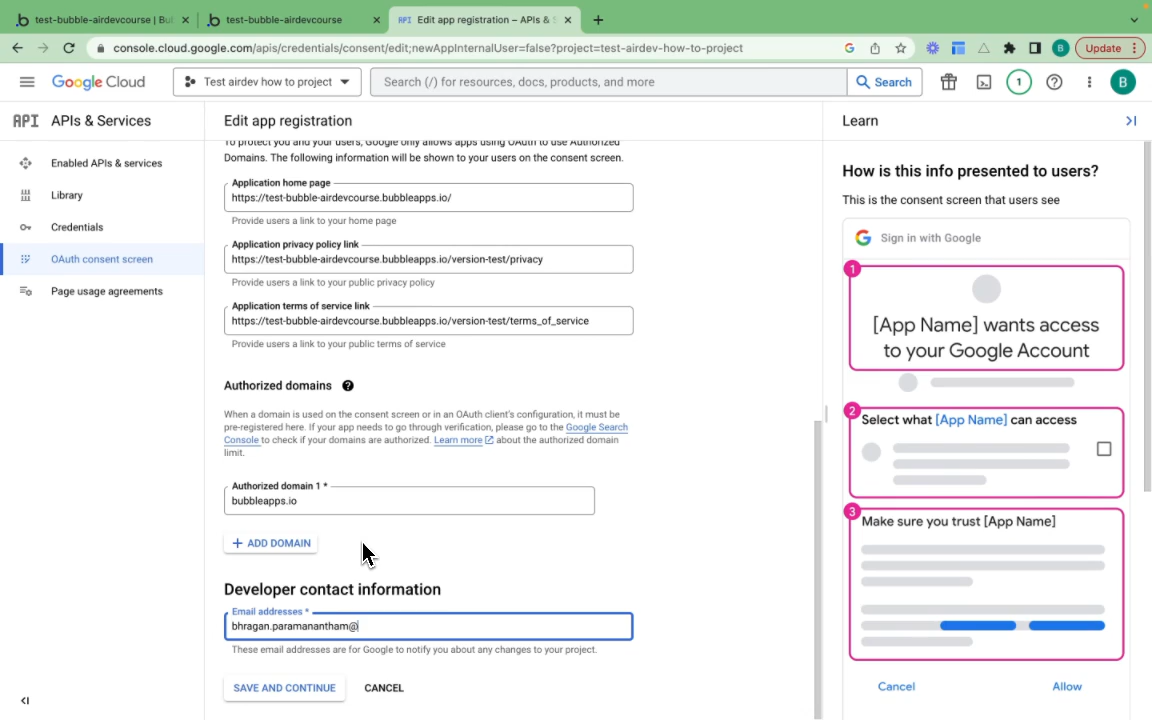 test-bubble-airdevcourse | Bu
test-bubble-airdevcourse
API Edit app registration – APIs &
console.cloud.google.com/apis/credentials/consent/edit;newAppInternalUser=false?project=test-airdev-how-to-project
G
B
Update
Google Cloud
Test airdev how to project
Search (/) for resources, docs, products, and more
Search
1
B
API APIs & Services
Enabled APIs & services
Library
Credentials
OAuth consent screen
Page usage agreements
Edit app registration
To protect you and your users, Google only allows apps using OAuth to use Authorized
Domains. The following information will be shown to your users on the consent screen.
Application home page
https://test-bubble-airdevcourse.bubbleapps.io/
Provide users a link to your home page
Application privacy policy link
https://test-bubble-airdevcourse.bubbleapps.io/version-test/privacy
Provide users a link to your public privacy policy
Application terms of service link
https://test-bubble-airdevcourse.bubbleapps.io/version-test/terms_of_service
Provide users a link to your public terms of service
Authorized domains
When a domain is used on the consent screen or in an OAuth client's configuration, it must be
pre-registered here. If your app needs to go through verification, please go to the Google Search
Console to check if your domains are authorized. Learn more about the authorized domain
limit.
Authorized domain 1 *
bubbleapps.io
+ ADD DOMAIN
Developer contact information
Email addresses *
bhragan.paramanantham@
These email addresses are for Google to notify you about any changes to your project.
SAVE AND CONTINUE
CANCEL
Learn
How is this info presented to users?
This is the consent screen that users see
Sign in with Google
1
[App Name] wants access
to your Google Account
2
Select what [App Name] can access
3
Make sure you trust [App Name]
Cancel
Allow